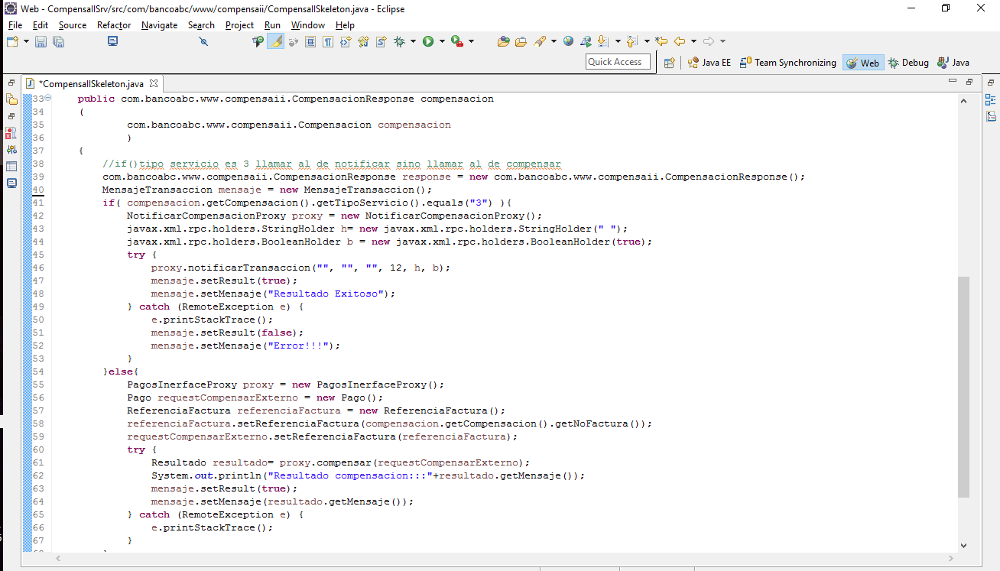 Web - CompensaIISrv/src/com/bancoabc/www/compensaii/CompensaIISkeleton.java - Eclipse
File Edit Source Refactor Navigate Search Project Run Window Help
Quick Access
Java EE Team Synchronizing Web Debug Java
*CompensaIISkeleton.java
33 public com.bancoabc.www.compensaii.CompensacionResponse compensacion
34 (
35 com.bancoabc.www.compensaii.Compensacion compensacion
36 )
37 {
38 //if()tipo servicio es 3 llamar al de notificar sino llamar al de compensar
39 com.bancoabc.www.compensaii.CompensacionResponse response = new com.bancoabc.www.compensaii.CompensacionResponse();
40 MensajeTransaccion mensaje = new MensajeTransaccion();
41 if( compensacion.getCompensacion().getTipoServicio().equals("3") ){
42 NotificarCompensacionProxy proxy = new NotificarCompensacionProxy();
43 javax.xml.rpc.holders.StringHolder h= new javax.xml.rpc.holders.StringHolder(" ");
44 javax.xml.rpc.holders.BooleanHolder b = new javax.xml.rpc.holders.BooleanHolder(true);
45 try {
46 proxy.notificarTransaccion("", "", "", 12, h, b);
47 mensaje.setResult(true);
48 mensaje.setMensaje("Resultado Exitoso");
49 } catch (RemoteException e) {
50 e.printStackTrace();
51 mensaje.setResult(false);
52 mensaje.setMensaje("Error!!!");
53 }
54 }else{
55 PagosInerfaceProxy proxy = new PagosInerfaceProxy();
56 Pago requestCompensarExterno = new Pago();
57 ReferenciaFactura referenciaFactura = new ReferenciaFactura();
58 referenciaFactura.setReferenciaFactura(compensacion.getCompensacion().getNoFactura());
59 requestCompensarExterno.setReferenciaFactura(referenciaFactura);
60 try {
61 Resultado resultado= proxy.compensar(requestCompensarExterno);
62 System.out.println("Resultado compensacion:::"+resultado.getMensaje());
63 mensaje.setResult(true);
64 mensaje.setMensaje(resultado.getMensaje());
65 } catch (RemoteException e) {
66 e.printStackTrace();
67 }